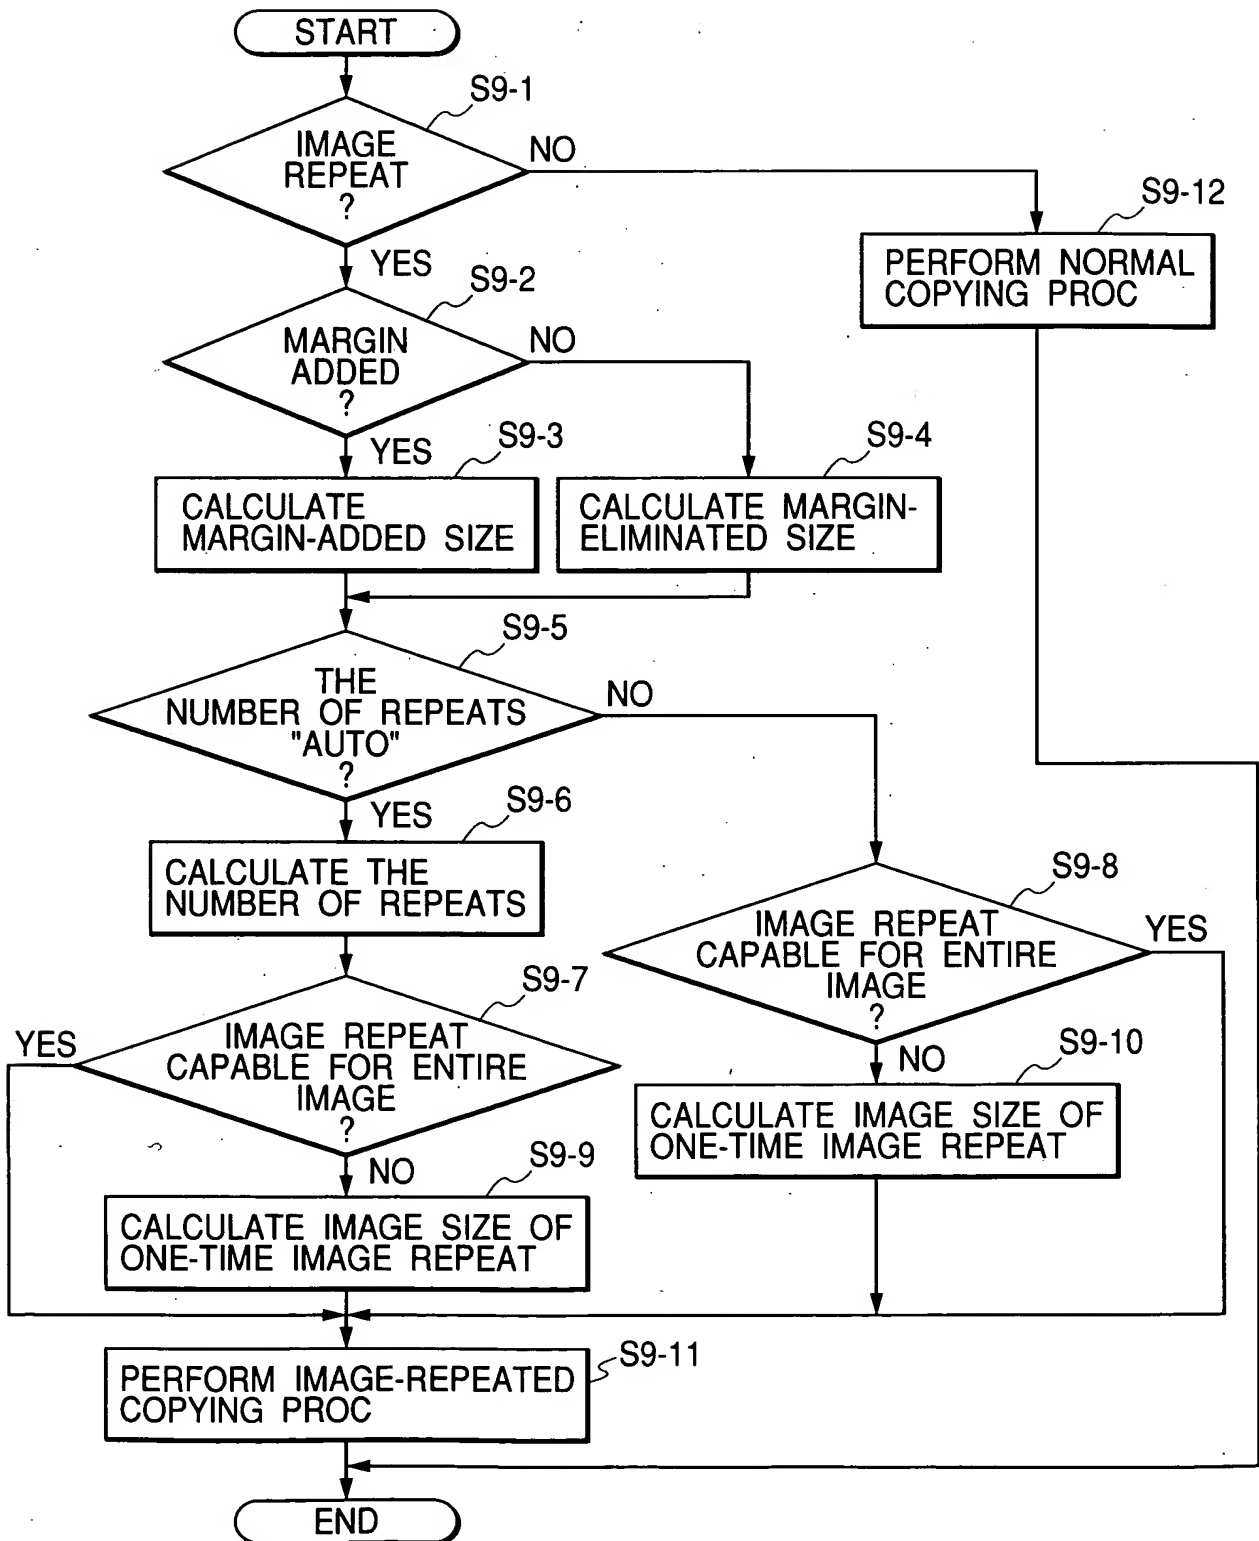 START
S9-1
IMAGE
REPEAT
?
NO
YES
S9-12
PERFORM NORMAL
COPYING PROC
S9-2
MARGIN
ADDED
?
NO
YES
S9-3
CALCULATE
MARGIN-ADDED SIZE
S9-4
CALCULATE MARGIN-
ELIMINATED SIZE
S9-5
THE
NUMBER OF REPEATS
"AUTO"
?
NO
YES
S9-6
CALCULATE THE
NUMBER OF REPEATS
S9-8
IMAGE REPEAT
CAPABLE FOR ENTIRE
IMAGE
?
YES
NO
S9-7
IMAGE REPEAT
CAPABLE FOR ENTIRE
IMAGE
?
YES
NO
S9-10
CALCULATE IMAGE SIZE OF
ONE-TIME IMAGE REPEAT
S9-9
CALCULATE IMAGE SIZE OF
ONE-TIME IMAGE REPEAT
S9-11
PERFORM IMAGE-REPEATED
COPYING PROC
END